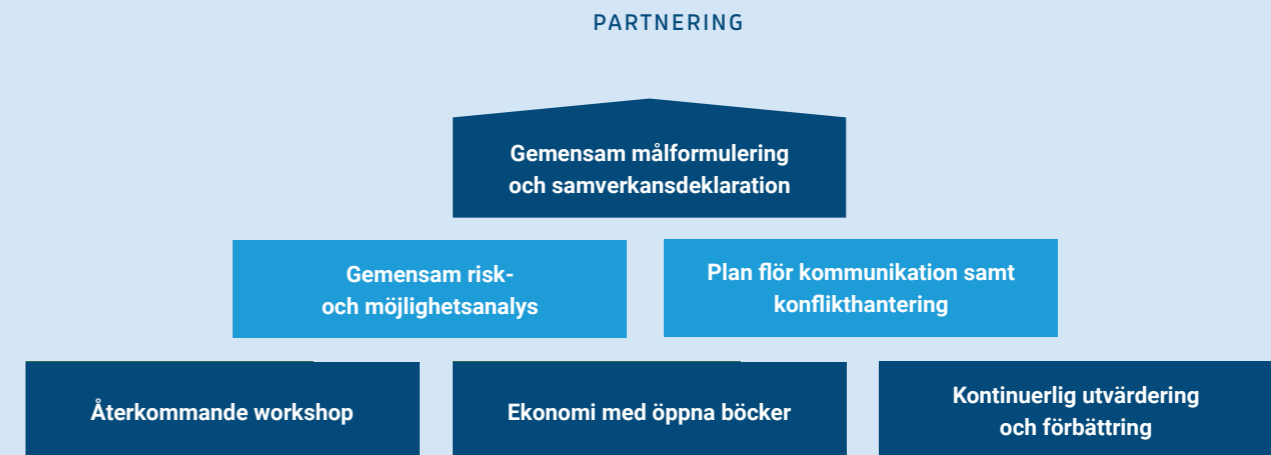 PARTNERING
Gemensam målformulering
och samverkansdeklaration
Gemensam risk-
och möjlighetsanalys
Plan flör kommunikation samt
konflikthantering
Återkommande workshop
Ekonomi med öppna böcker
Kontinuerlig utvärdering
och förbättring